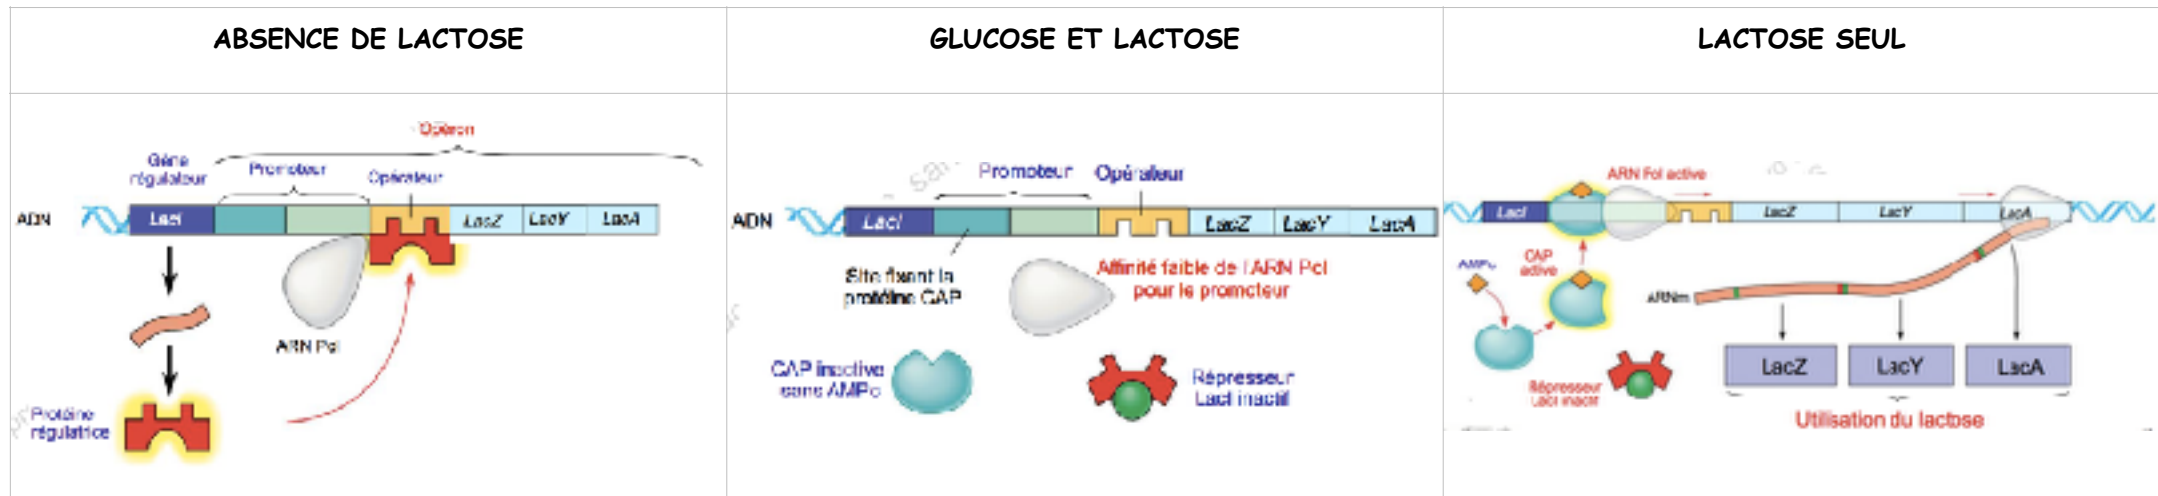 ABSENCE DE LACTOSE
Opéron
Gène
régulateur
Promoteur
Opérateur
ADN
LacI
LacZ
LacY
LacA
ARN Pol
Protéine
régulatrice
GLUCOSE ET LACTOSE
Promoteur
Opérateur
ADN
LacI
LacZ
LacY
LacA
Site fixant la
protéine CAP
Affinité faible de l'ARN Pol
pour le promoteur
CAP inactive
sans AMPc
Répresseur
LacI inactif
LACTOSE SEUL
ARN Pol active
LacI
LacZ
LacY
LacA
AMPc
CAP
active
ARNm
LacZ
LacY
LacA
Répresseur
LacI inactif
Utilisation du lactose